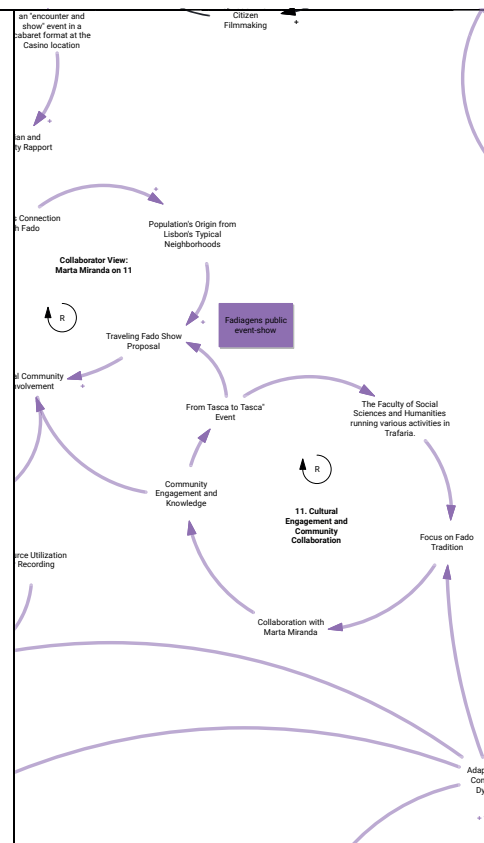 an "encounter and
show" event in a
cabaret format at the
Casino location
Citizen
Filmmaking
+
+
ian and
ty Rapport
+
s Connection
h Fado
Population's Origin from
Lisbon's Typical
Neighborhoods
Collaborator View:
Marta Miranda on 11
R
+
Fadiagens public
event-show
Traveling Fado Show
Proposal
al Community
volvement
+
From Tasca to Tasca"
Event
The Faculty of Social
Sciences and Humanities
running various activities in
Trafaria.
R
Community
Engagement and
Knowledge
11. Cultural
Engagement and
Community
Collaboration
Focus on Fado
Tradition
urce Utilization
Recording
Collaboration with
Marta Miranda
Adap
Con
Dy
+